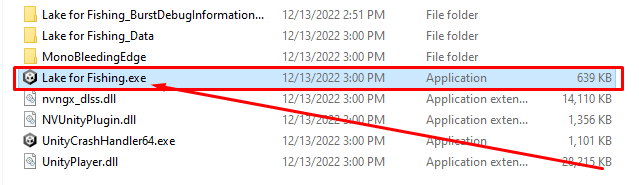 Lake for Fishing_BurstDebugInformation... 12/13/2022 2:51 PM File folder
Lake for Fishing_Data 12/13/2022 3:00 PM File folder
MonoBleedingEdge 12/13/2022 3:00 PM File folder
Lake for Fishing.exe 12/13/2022 3:00 PM Application 639 KB
nvngx_dlss.dll 12/13/2022 3:00 PM Application exten... 14,110 KB
NVUnityPlugin.dll 12/13/2022 3:00 PM Application exten... 1,356 KB
UnityCrashHandler64.exe 12/13/2022 3:00 PM Application 1,101 KB
UnityPlayer.dll 12/13/2022 3:00 PM Application exten... 28,215 KB